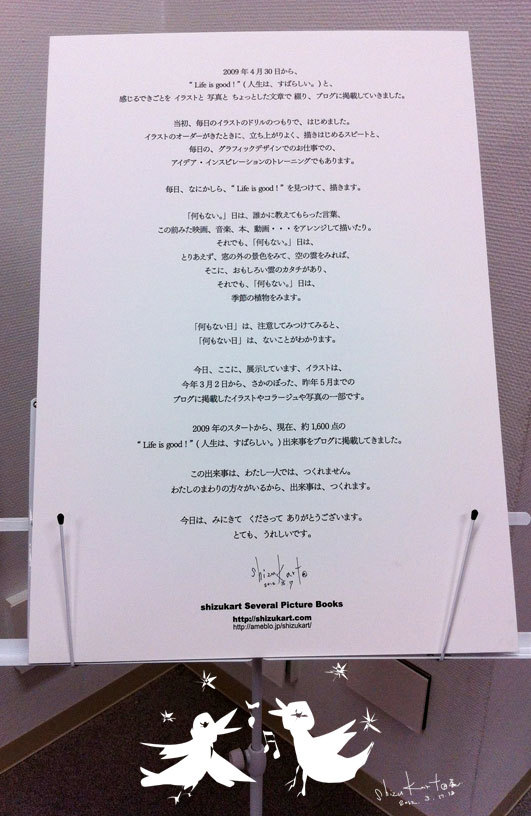 2009年4月30日から、
“Life is good!”(人生は、すばらしい。)と、
感じるできごとを イラストと 写真と ちょっとした文章で 綴り、ブログに掲載していきました。
当初、毎日のイラストのドリルのつもりで、はじめました。
イラストのオーダーがきたときに、立ち上がりよく、描きはじめるスピートと、
毎日の、グラフィックデザインでのお仕事での、
アイデア・インスピレーションのトレーニングでもあります。
毎日、なにかしら、“Life is good!” を見つけて、描きます。
「何もない。」日は、誰かに教えてもらった言葉、
この前みた映画、音楽、本、動画・・・をアレンジして描いたり。
それでも、「何もない。」日は、
とりあえず、窓の外の景色をみて、空の雲をみれば、
そこに、おもしろい雲のカタチがあり、
それでも、「何もない。」日は、
季節の植物をみます。
「何もない日」は、注意してみつけてみると、
「何もない日」は、ないことがわかります。
今日、ここに、展示しています、イラストは、
今年3月2日から、さかのぼった、昨年5月までの
ブログに掲載したイラストやコラージュや写真の一部です。
2009年のスタートから、現在、約1,600点の
“Life is good!”(人生は、すばらしい。)出来事をブログに掲載してきました。
この出来事は、わたし一人では、つくれません。
わたしのまわりの方々がいるから、出来事は、つくれます。
今日は、みにきて くださって ありがとうございます。
とても、うれしいです。
shizukart
shizukart Several Picture Books
http://shizukart.com
http://ameblo.jp/shizukart/
shizukart
2012. 3. 17. 18